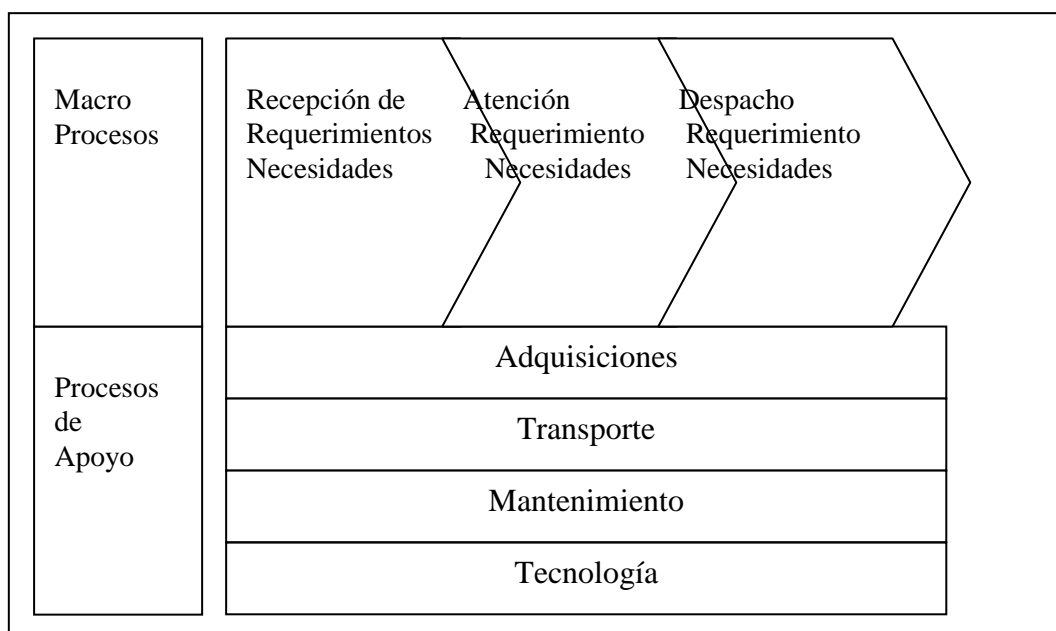 Macro
Procesos
Recepción de
Requerimientos
Necesidades
Atención
Requerimiento
Necesidades
Despacho
Requerimiento
Necesidades
Procesos
de
Apoyo
Adquisiciones
Transporte
Mantenimiento
Tecnología